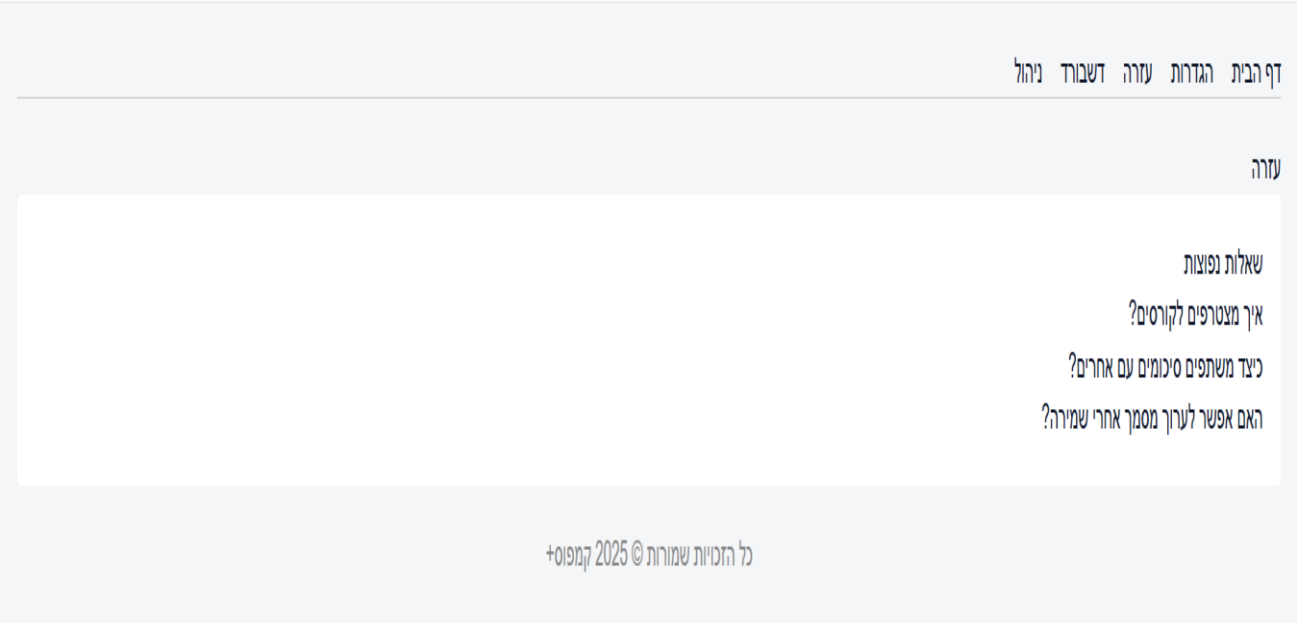 דף הבית הגדרות עזרה דשבורד ניהול
עזרה
שאלות נפוצות
איך מצטרפים לקורסים?
כיצד משתפים סיכומים עם אחרים?
האם אפשר לערוך מסמך אחרי שמירה?
כל הזכויות שמורות © 2025 קמפוס+